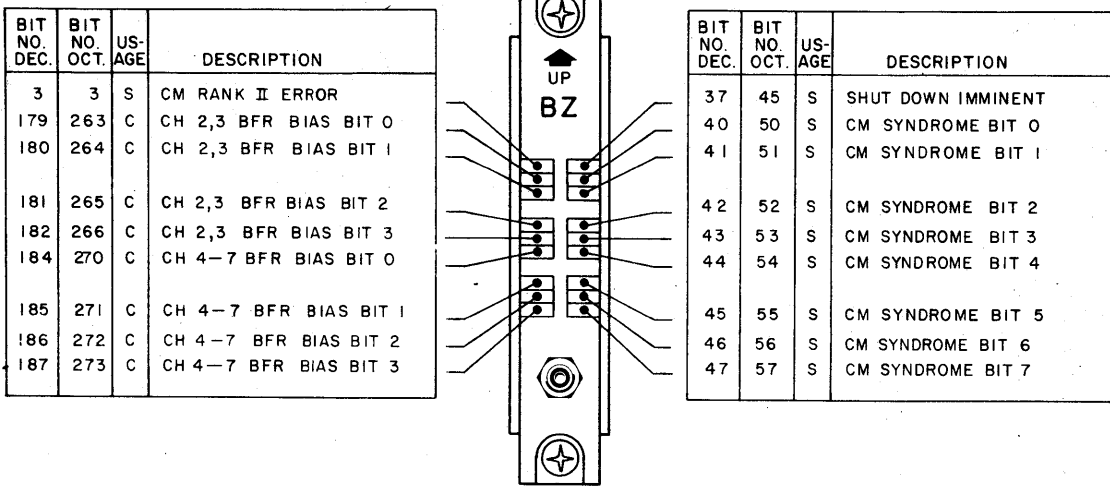 BIT NO. DEC. BIT NO. OCT. US-AGE DESCRIPTION
3 3 S CM RANK II ERROR
179 263 C CH 2,3 BFR BIAS BIT 0
180 264 C CH 2,3 BFR BIAS BIT 1
181 265 C CH 2,3 BFR BIAS BIT 2
182 266 C CH 2,3 BFR BIAS BIT 3
184 270 C CH 4-7 BFR BIAS BIT 0
185 271 C CH 4-7 BFR BIAS BIT 1
186 272 C CH 4-7 BFR BIAS BIT 2
187 273 C CH 4-7 BFR BIAS BIT 3
UP
BZ
BIT NO. DEC. BIT NO. OCT. US-AGE DESCRIPTION
37 45 S SHUT DOWN IMMINENT
40 50 S CM SYNDROME BIT 0
41 51 S CM SYNDROME BIT 1
42 52 S CM SYNDROME BIT 2
43 53 S CM SYNDROME BIT 3
44 54 S CM SYNDROME BIT 4
45 55 S CM SYNDROME BIT 5
46 56 S CM SYNDROME BIT 6
47 57 S CM SYNDROME BIT 7